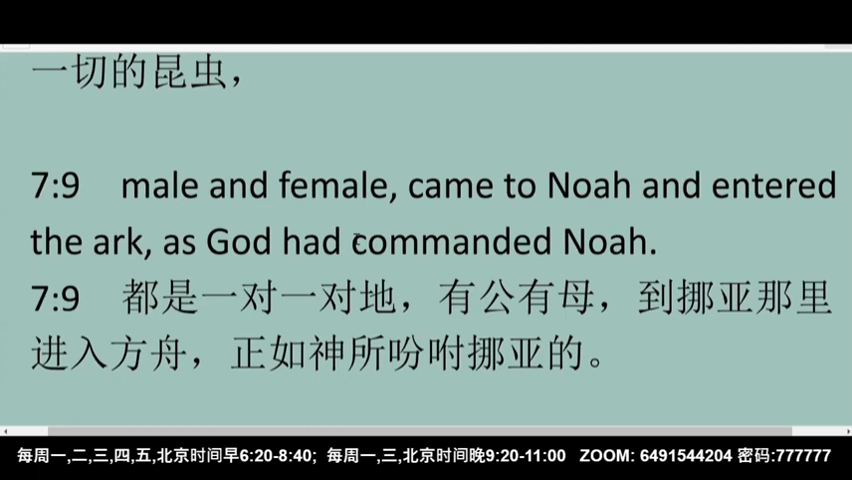 一切的昆虫，
7:9 male and female, came to Noah and entered
the ark, as God had commanded Noah.
7:9 都是一对一对地，有公有母，到挪亚那里
进入方舟，正如神所吩咐挪亚的。
每周一,二,三,四,五,北京时间早6:20-8:40; 每周一,三,北京时间晚9:20-11:00 ZOOM: 6491544204 密码:777777